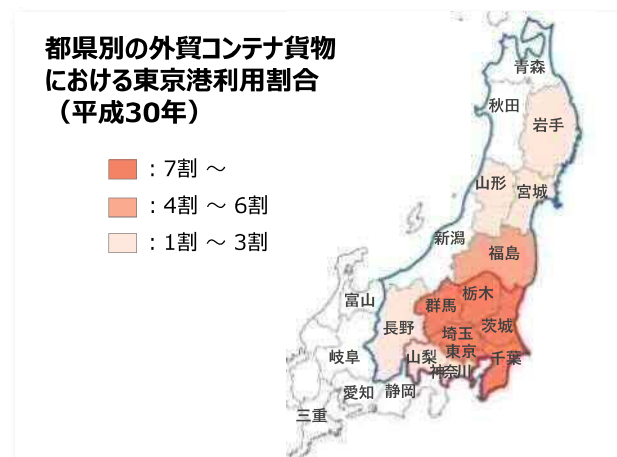 都県別の外貿コンテナ貨物
における東京港利用割合
（平成30年）
：7割 ～
：4割 ～ 6割
：1割 ～ 3割
青森
秋田
岩手
山形
宮城
新潟
福島
富山
群馬
栃木
長野
埼玉
茨城
岐阜
山梨
東京
千葉
神奈川
愛知
静岡
三重